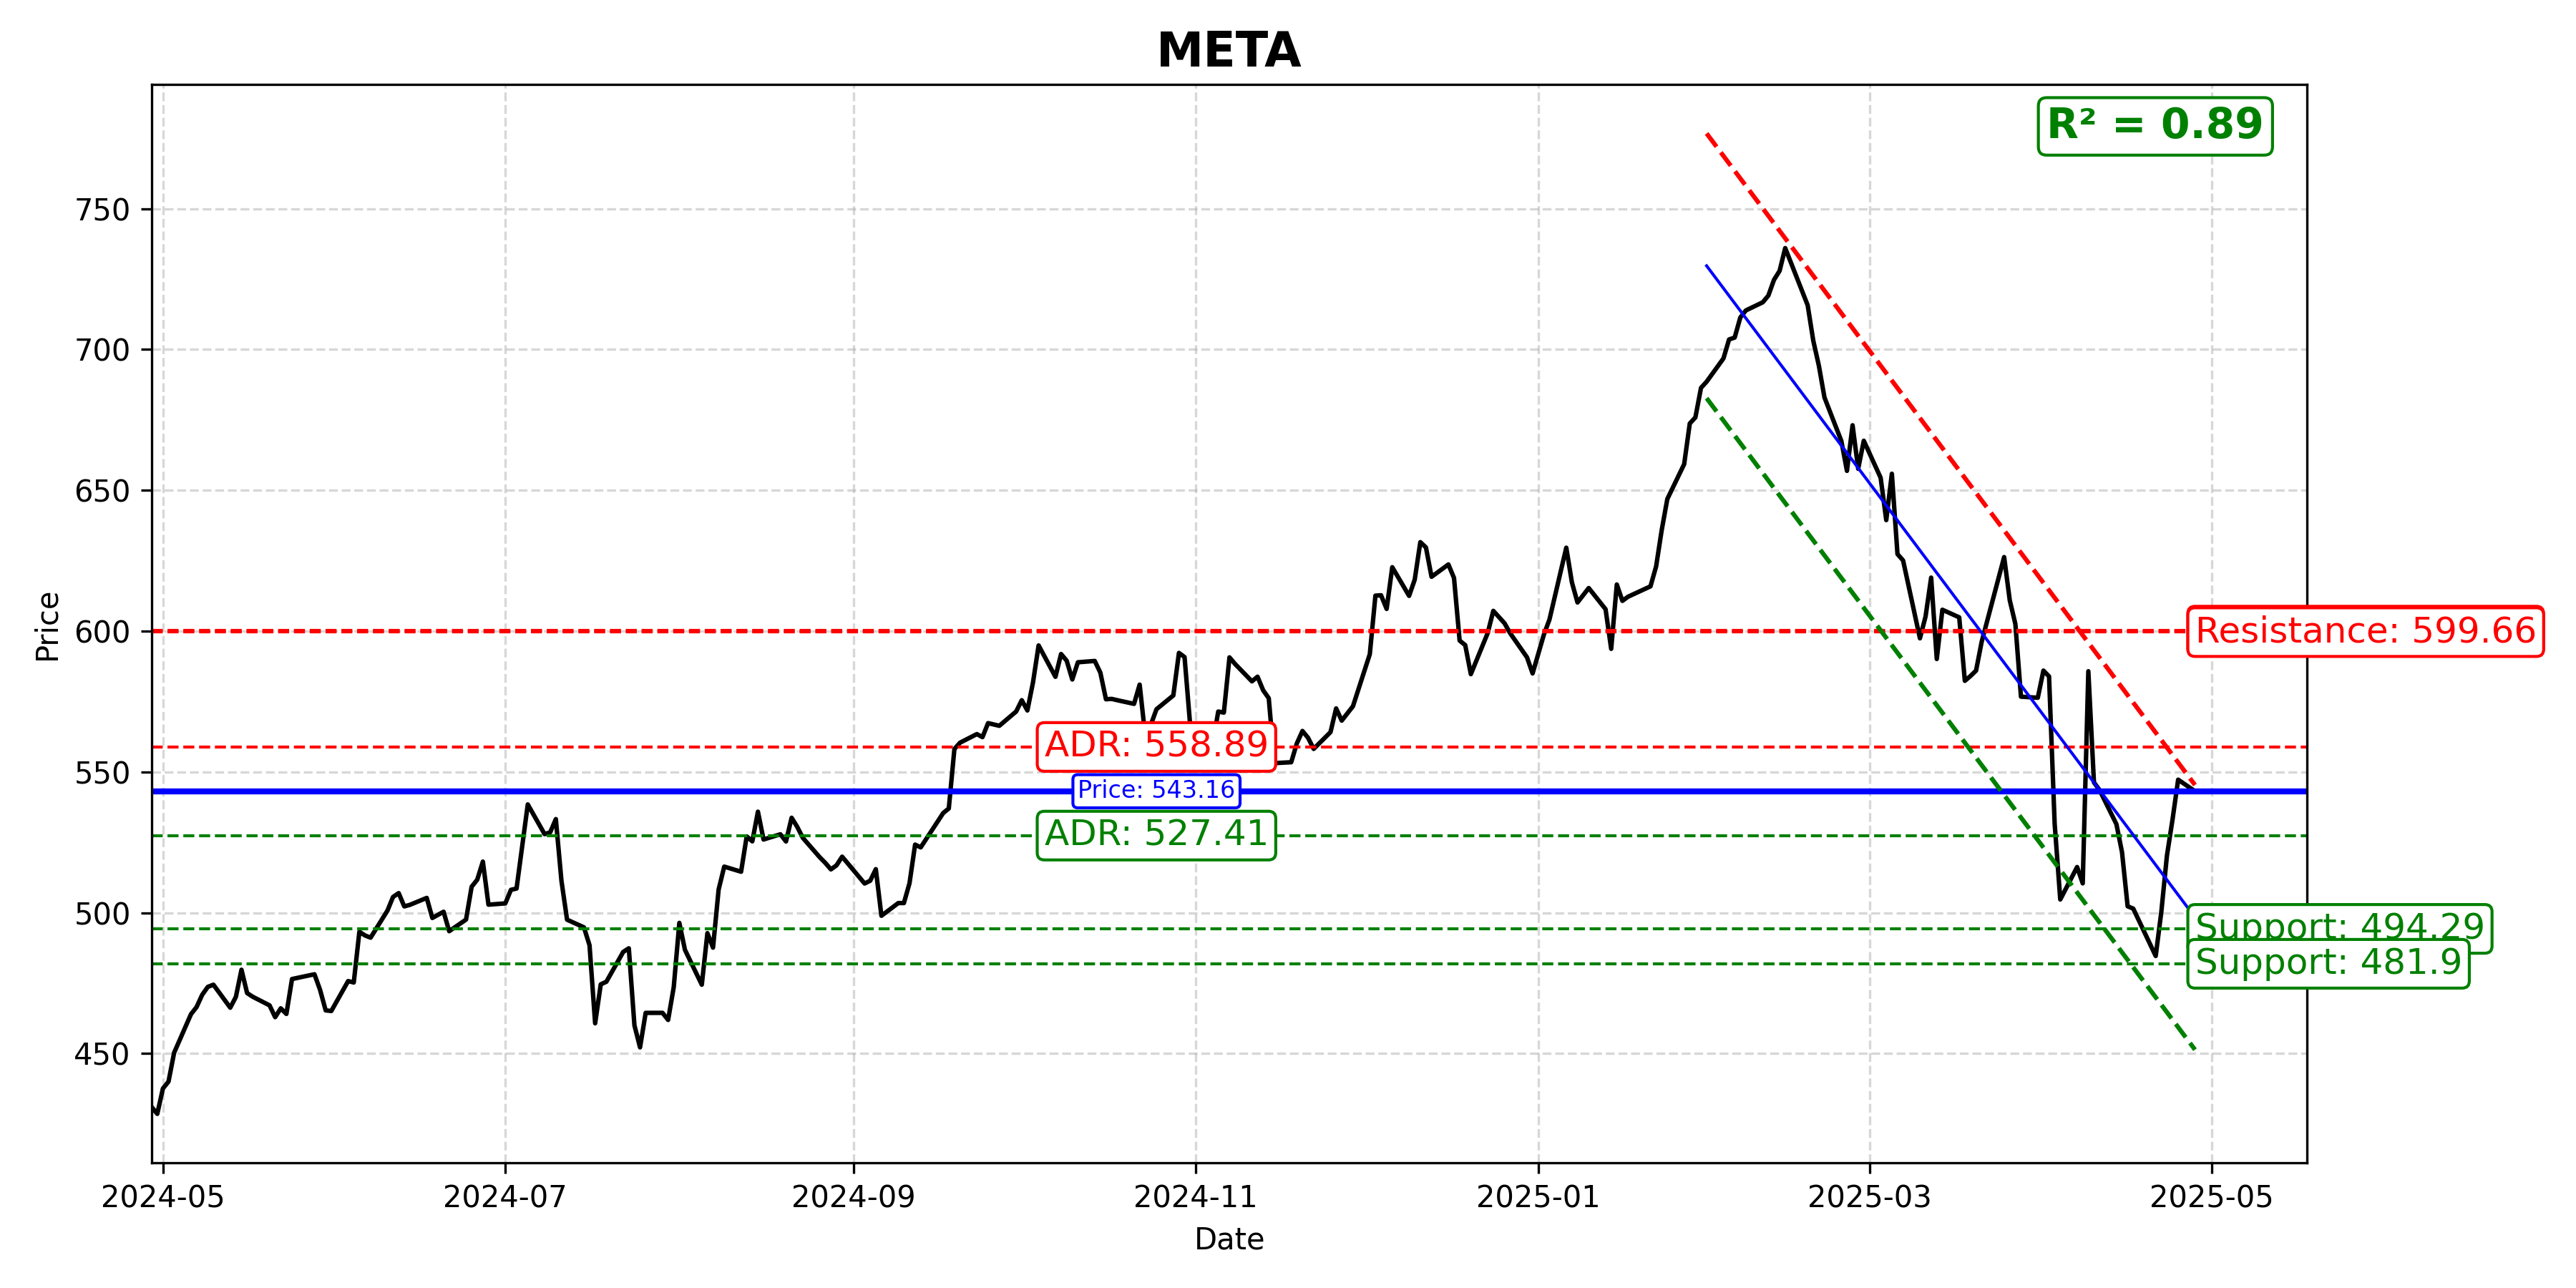 META
R² = 0.89
Price
750
700
650
600
550
500
450
Resistance: 599.66
ADR: 558.89
Price: 543.16
ADR: 527.41
Support: 494.29
Support: 481.9
2024-05 2024-07 2024-09 2024-11 2025-01 2025-03 2025-05
Date